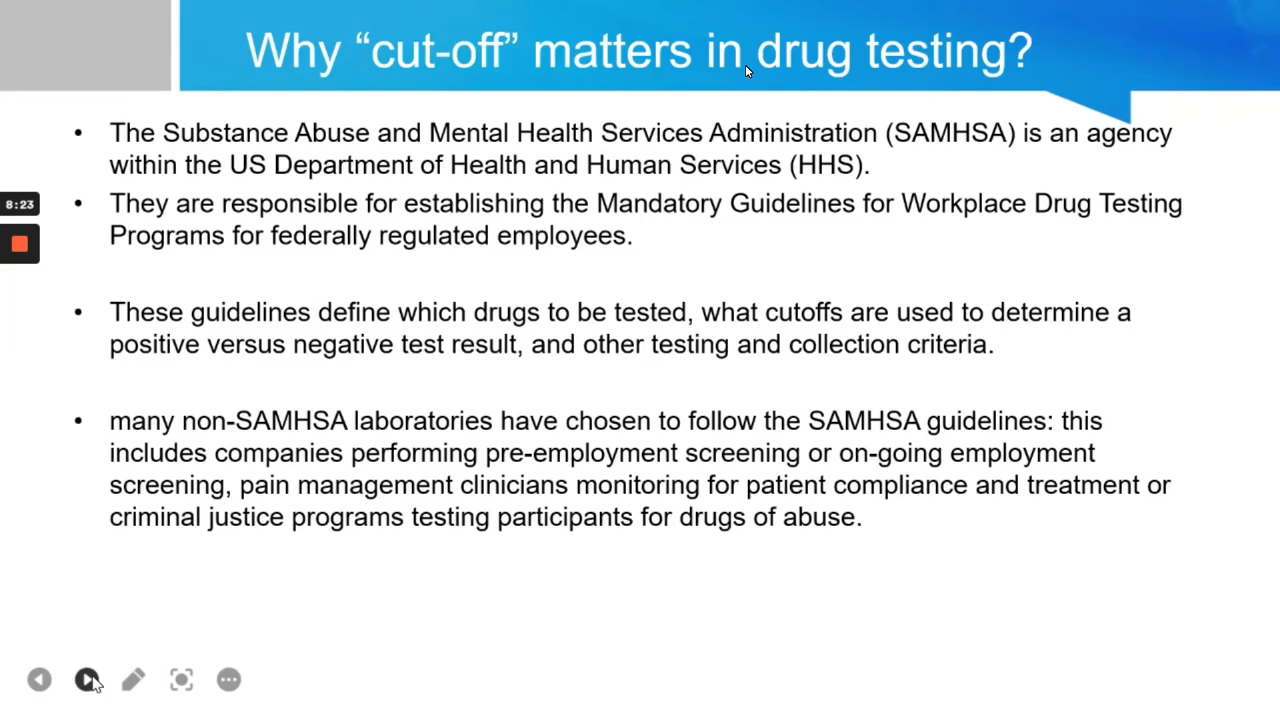 Why “cut-off” matters in drug testing?
• The Substance Abuse and Mental Health Services Administration (SAMHSA) is an agency
within the US Department of Health and Human Services (HHS).
8:23
• They are responsible for establishing the Mandatory Guidelines for Workplace Drug Testing
Programs for federally regulated employees.
• These guidelines define which drugs to be tested, what cutoffs are used to determine a
positive versus negative test result, and other testing and collection criteria.
• many non-SAMHSA laboratories have chosen to follow the SAMHSA guidelines: this
includes companies performing pre-employment screening or on-going employment
screening, pain management clinicians monitoring for patient compliance and treatment or
criminal justice programs testing participants for drugs of abuse.